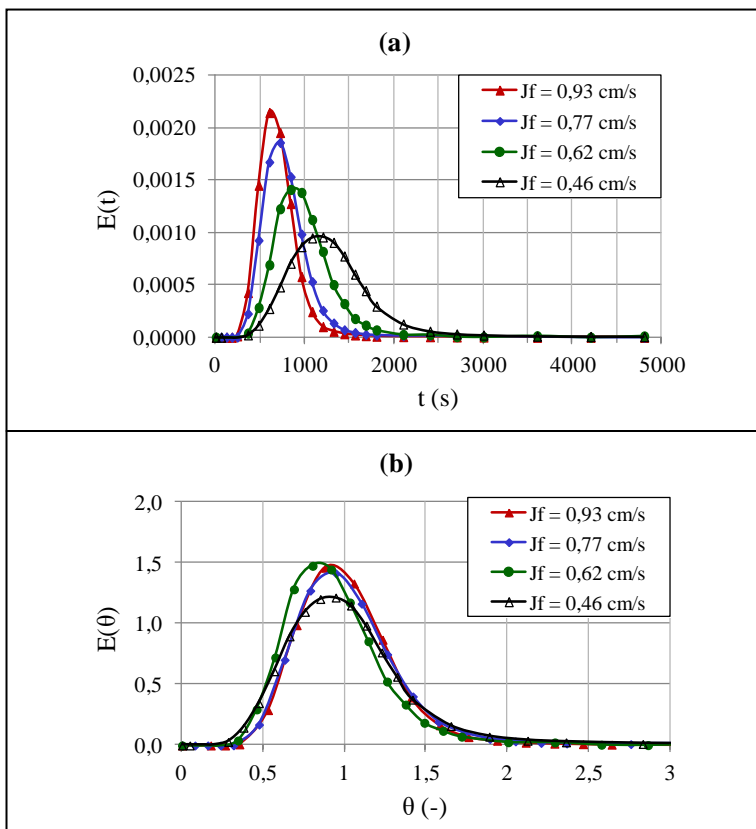 (a)
0,0025
0,0020
0,0015
0,0010
0,0005
0,0000
E(t)
0 1000 2000 3000 4000 5000
t (s)
Jf = 0,93 cm/s
Jf = 0,77 cm/s
Jf = 0,62 cm/s
Jf = 0,46 cm/s
(b)
2,0
1,5
1,0
0,5
0,0
E(θ)
0 0,5 1 1,5 2 2,5 3
θ (-)
Jf = 0,93 cm/s
Jf = 0,77 cm/s
Jf = 0,62 cm/s
Jf = 0,46 cm/s